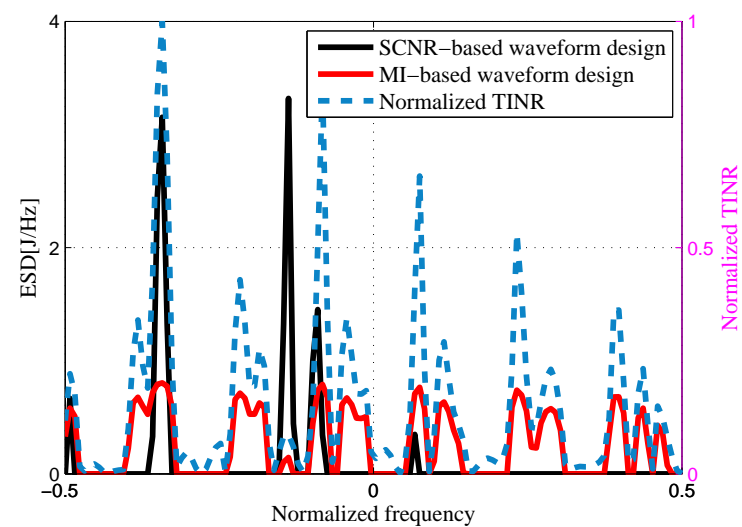 4
1
SCNR−based waveform design
MI−based waveform design
Normalized TINR
ESD[J/Hz]
2
0.5
Normalized TINR
0
0
−0.5
0
0.5
Normalized frequency